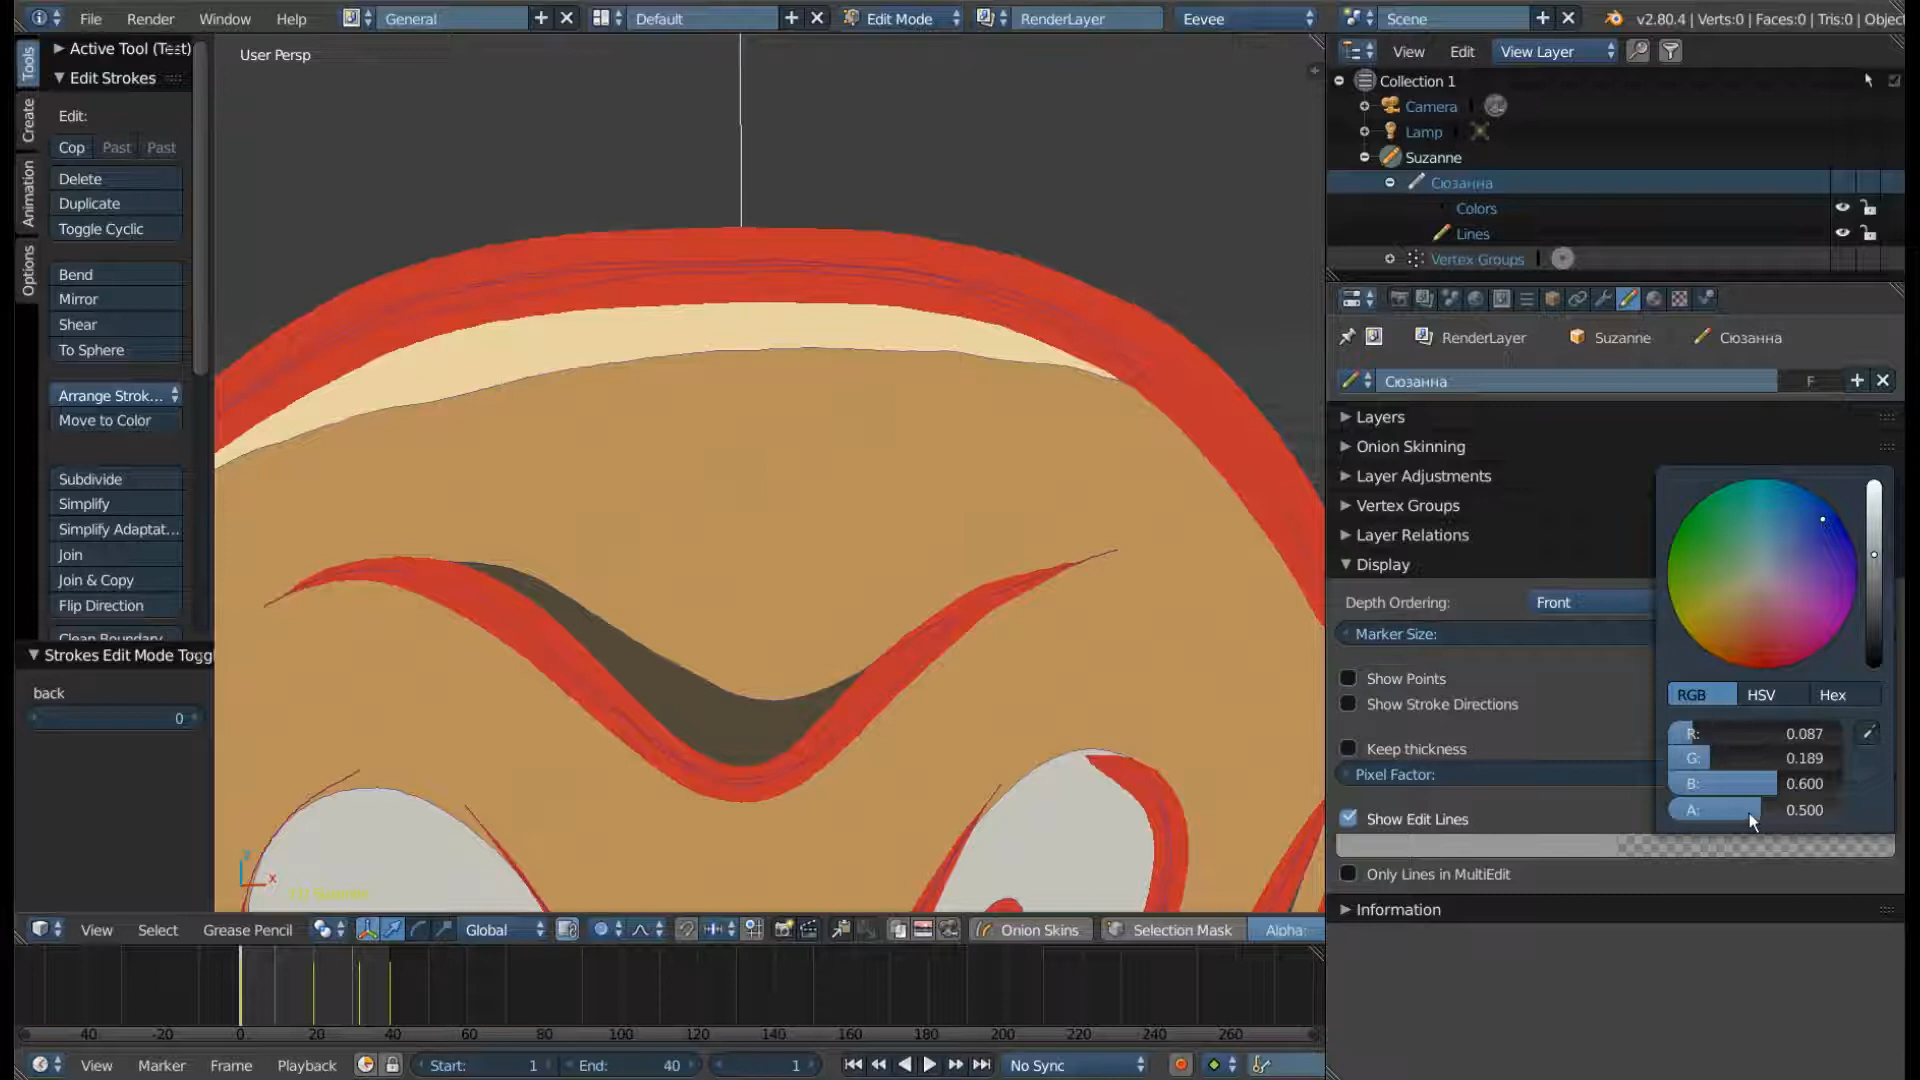 File Render Window Help General Default Edit Mode RenderLayer Eevee Scene v2.80.4 | Verts:0 | Faces:0 | Tris:0 | Object
Tools
Create
Animation
Options
Active Tool (Test)
Edit Strokes
Edit:
Cop Past Past
Delete
Duplicate
Toggle Cyclic
Bend
Mirror
Shear
To Sphere
Arrange Strok...
Move to Color
Subdivide
Simplify
Simplify Adaptat...
Join
Join & Copy
Flip Direction
Clean Boundary
Strokes Edit Mode Togg
back
0
User Persp
z
x
View Select Grease Pencil Global Onion Skins Selection Mask Alpha:
40 -20 0 20 40 60 80 100 120 140 160 180 200 220 240 260
View Marker Frame Playback Start: 1 End: 40 1 No Sync
View Edit View Layer
Collection 1
Camera
Lamp
Suzanne
Сюзанна
Colors
Lines
Vertex Groups
RenderLayer Suzanne Сюзанна
Сюзанна F
Layers
Onion Skinning
Layer Adjustments
Vertex Groups
Layer Relations
Display
Depth Ordering: Front
Marker Size:
Show Points
Show Stroke Directions
Keep thickness
Pixel Factor:
Show Edit Lines
Only Lines in MultiEdit
Information
RGB HSV Hex
R: 0.087
G: 0.189
B: 0.600
A: 0.500